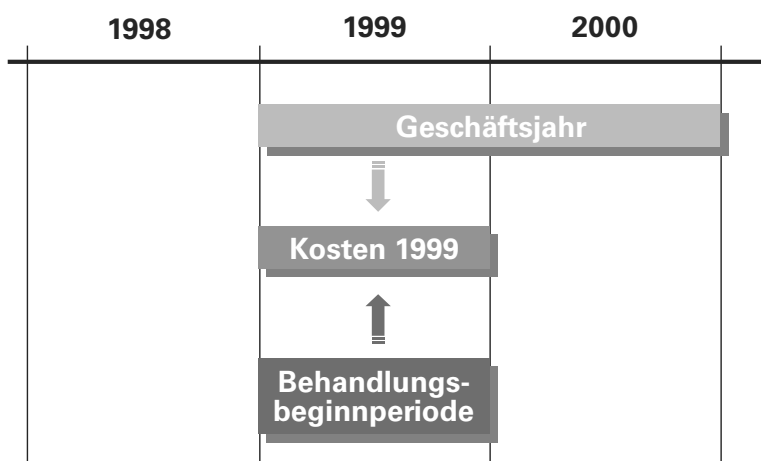 1998 1999 2000
Geschäftsjahr
Kosten 1999
Behandlungs-
beginnperiode